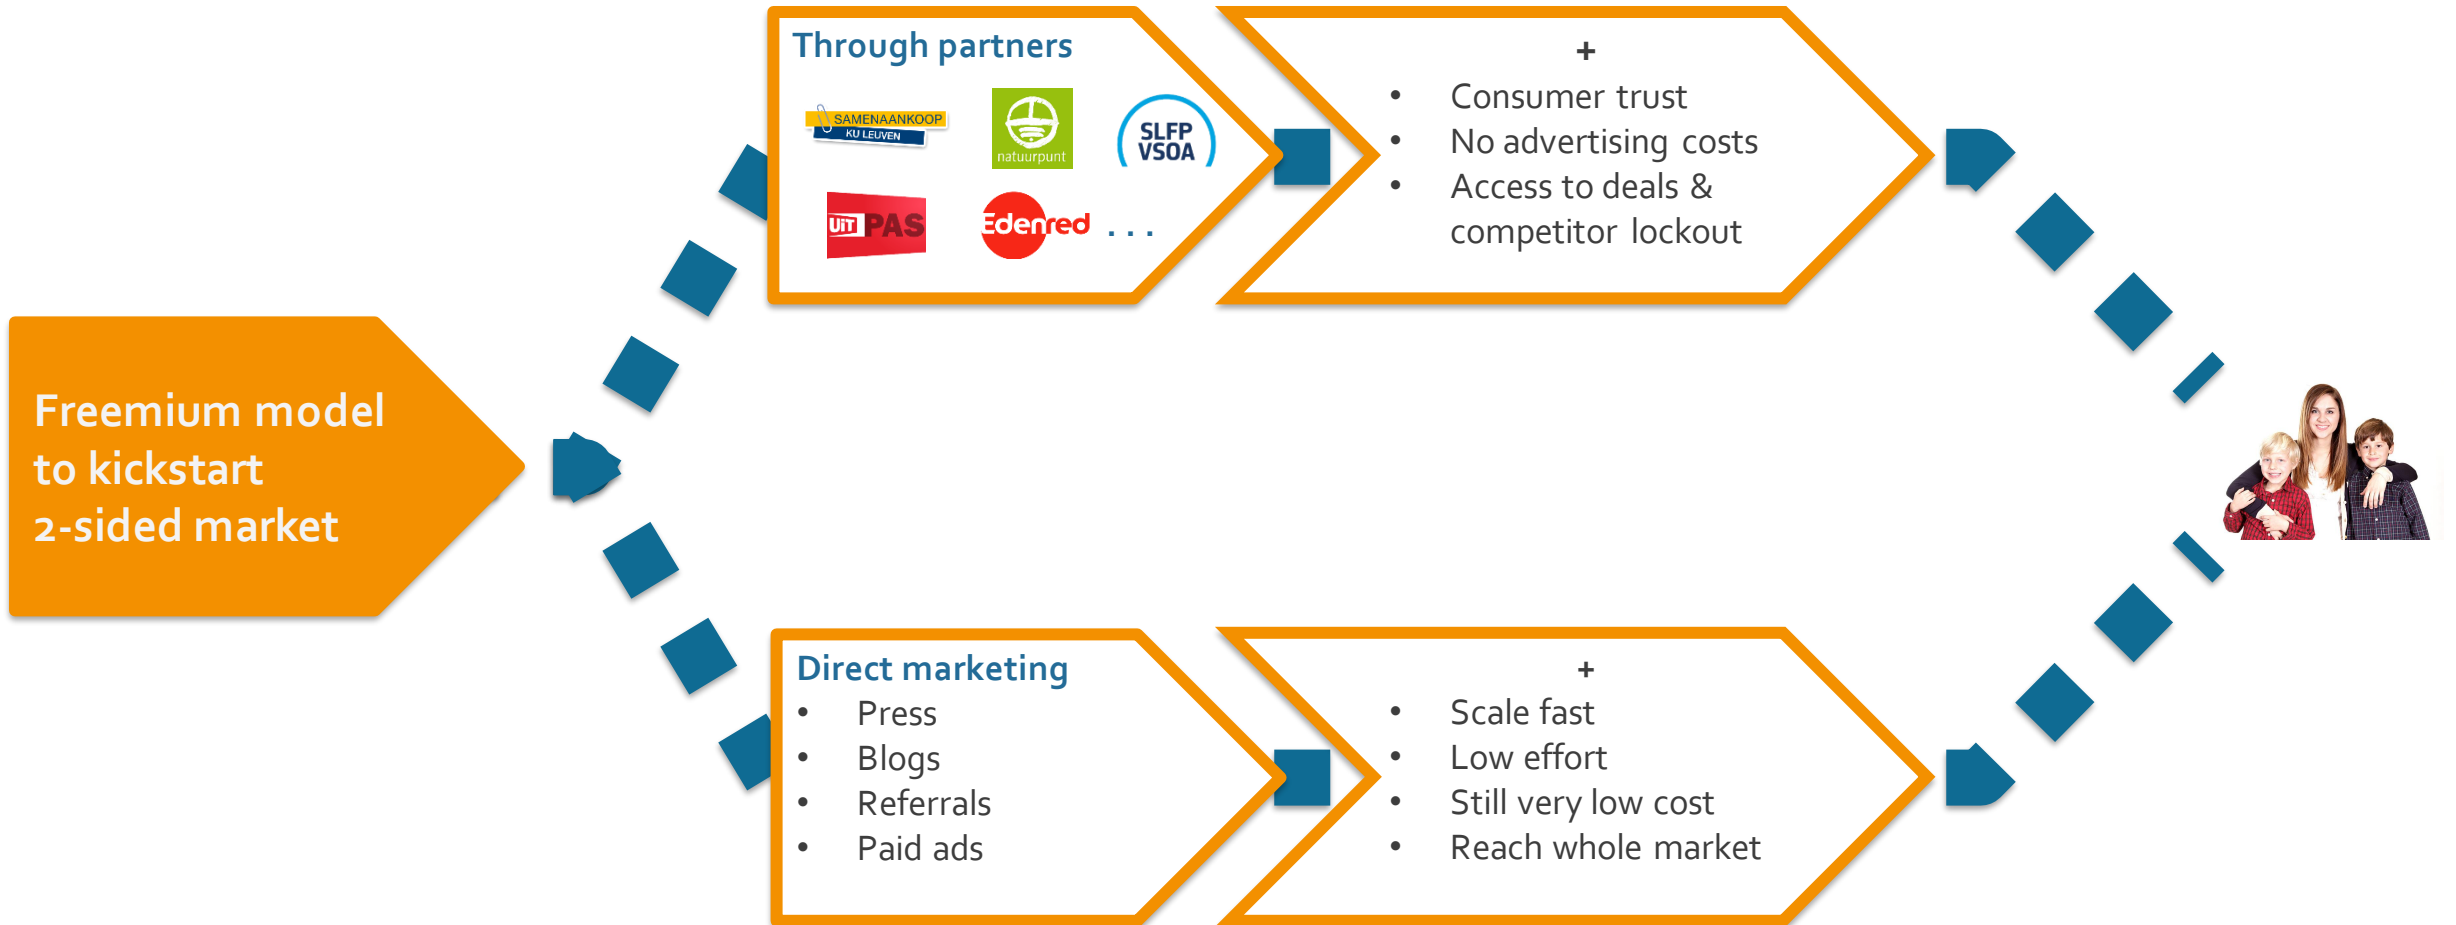 Freemium model
to kickstart
2-sided market
Through partners
SAMENAANKOOP
KU LEUVEN
natuurpunt
SLFP
VSOA
UiT PAS
Edenred
. . .
+
• Consumer trust
• No advertising costs
• Access to deals &
competitor lockout
Direct marketing
• Press
• Blogs
• Referrals
• Paid ads
+
• Scale fast
• Low effort
• Still very low cost
• Reach whole market